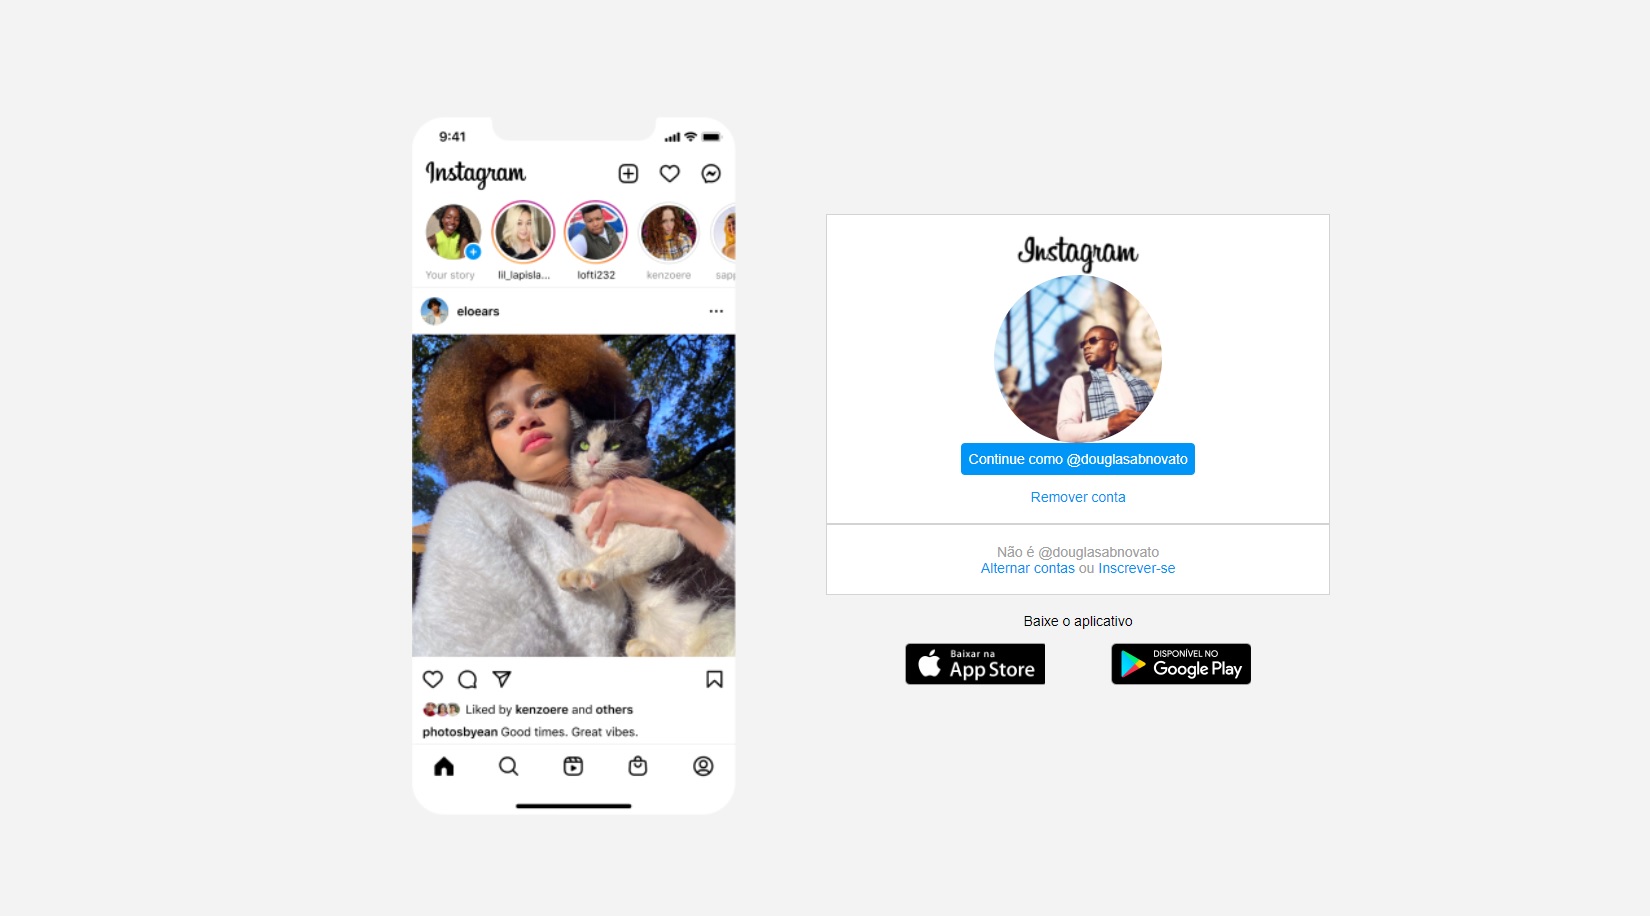 9:41
Instagram
Your story
lil_lapisla...
lofti232
kenzoere
sapp
eloears
Liked by kenzoere and others
photosbyean Good times. Great vibes.
Instagram
Continue como @douglasabnovato
Remover conta
Não é @douglasabnovato
Alternar contas ou Inscrever-se
Baixe o aplicativo
Baixar na
App Store
DISPONÍVEL NO
Google Play